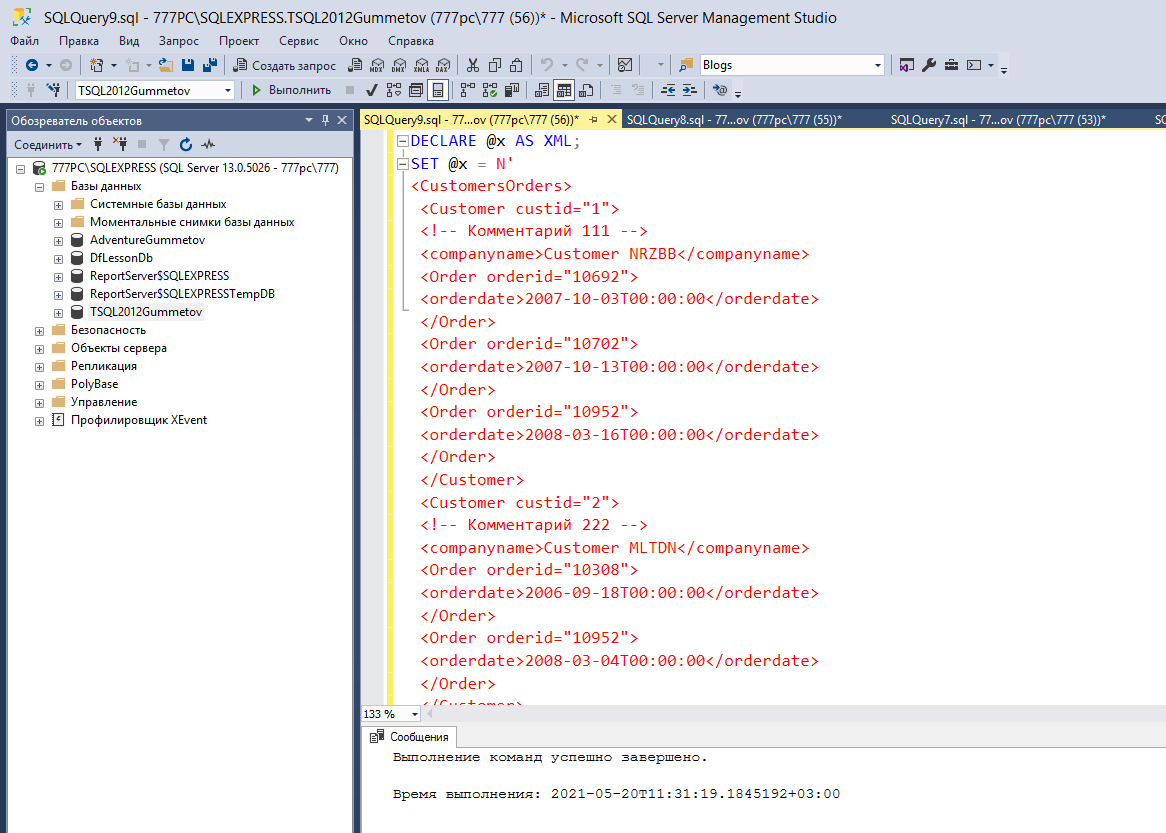 SQLQuery9.sql - 777PC\SQLEXPRESS.TSQL2012Gummetov (777pc\777 (56))* - Microsoft SQL Server Management Studio
Файл Правка Вид Запрос Проект Сервис Окно Справка
Создать запрос MDX DMX XMLA DAX Blogs
TSQL2012Gummetov Выполнить
Обозреватель объектов
Соединить
777PC\SQLEXPRESS (SQL Server 13.0.5026 - 777pc\777)
Базы данных
Системные базы данных
Моментальные снимки базы данных
AdventureGummetov
DfLessonDb
ReportServer$SQLEXPRESS
ReportServer$SQLEXPRESSTempDB
TSQL2012Gummetov
Безопасность
Объекты сервера
Репликация
PolyBase
Управление
Профилировщик XEvent
SQLQuery9.sql - 77...ov (777pc\777 (56))* SQLQuery8.sql - 77...ov (777pc\777 (55))* SQLQuery7.sql - 77...ov (777pc\777 (53))* SC
DECLARE @x AS XML;
SET @x = N'
<CustomersOrders>
<Customer custid="1">
<!-- Комментарий 111 -->
<companyname>Customer NRZBB</companyname>
<Order orderid="10692">
<orderdate>2007-10-03T00:00:00</orderdate>
</Order>
<Order orderid="10702">
<orderdate>2007-10-13T00:00:00</orderdate>
</Order>
<Order orderid="10952">
<orderdate>2008-03-16T00:00:00</orderdate>
</Order>
</Customer>
<Customer custid="2">
<!-- Комментарий 222 -->
<companyname>Customer MLTDN</companyname>
<Order orderid="10308">
<orderdate>2006-09-18T00:00:00</orderdate>
</Order>
<Order orderid="10952">
<orderdate>2008-03-04T00:00:00</orderdate>
</Order>
</Customer>
133 %
Сообщения
Выполнение команд успешно завершено.
Время выполнения: 2021-05-20T11:31:19.1845192+03:00